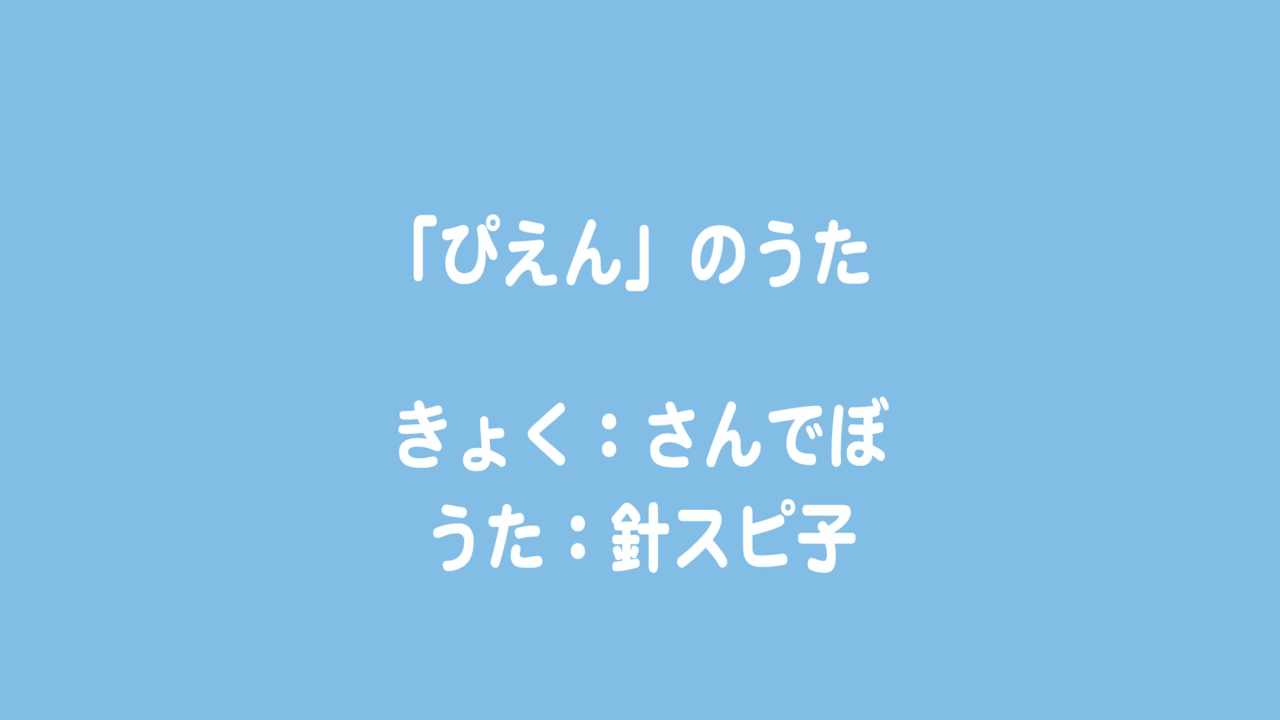 「ぴえん」のうた
きょく：さんでぼ
うた：針スピ子